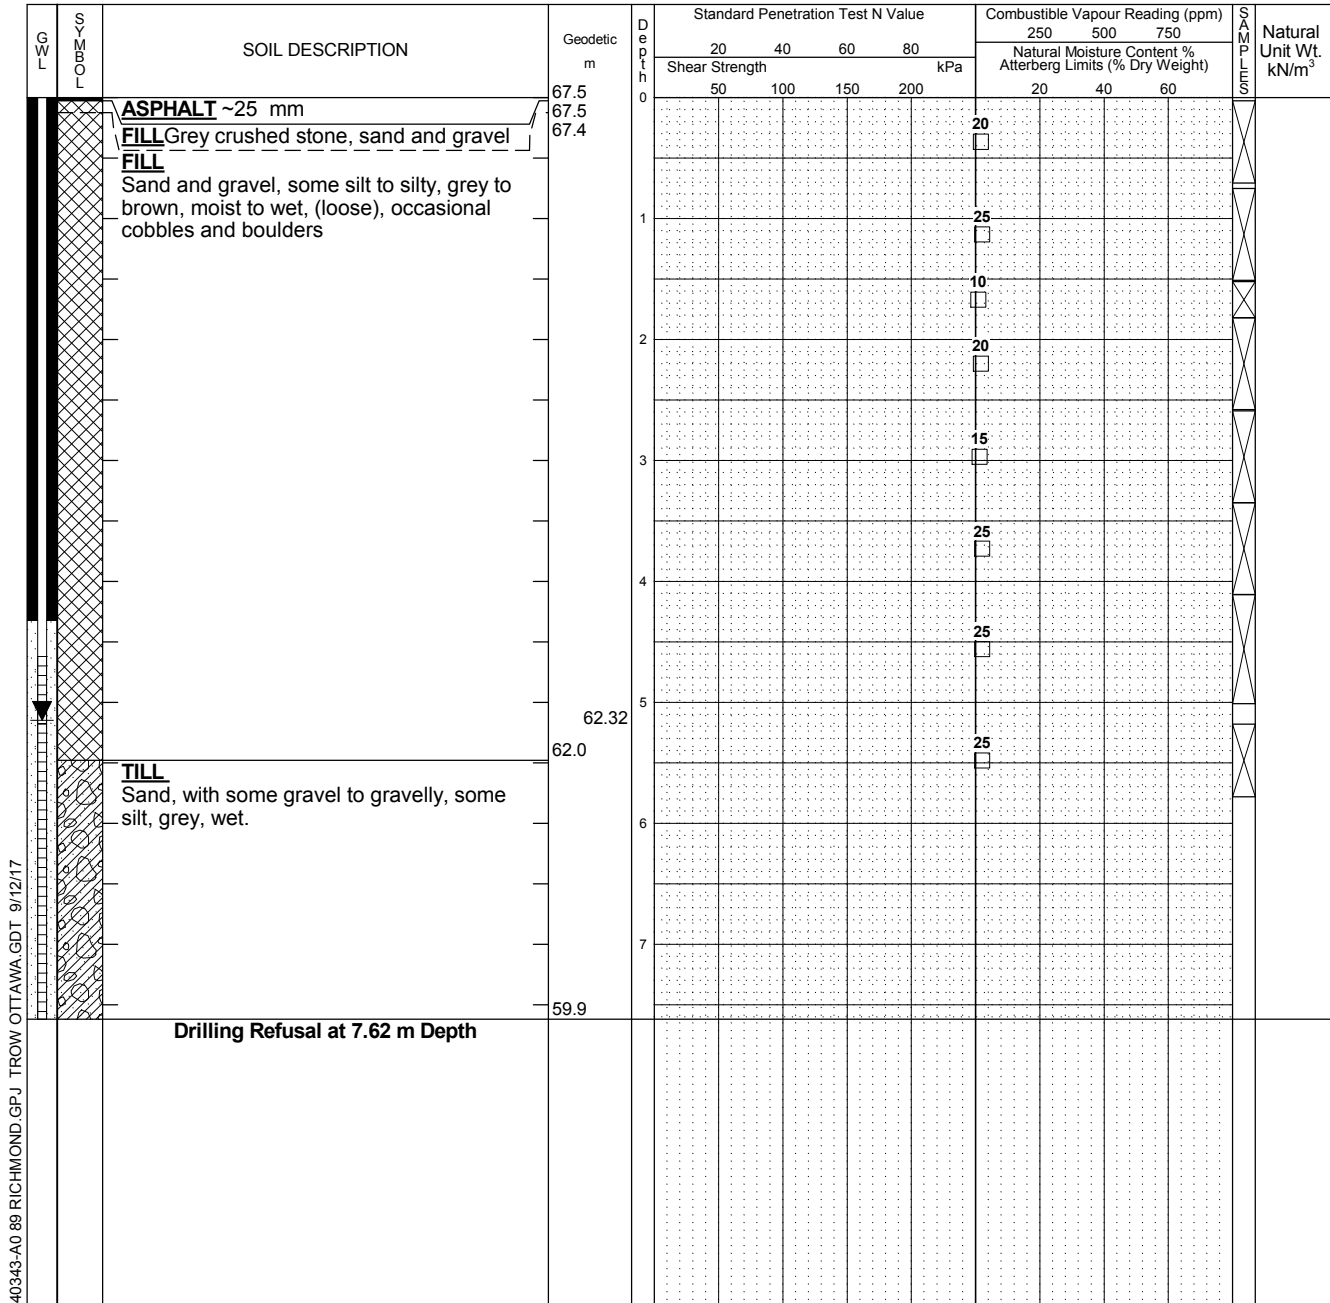 GWL
SYMBOL
SOIL DESCRIPTION
Geodetic
m
Depth
Standard Penetration Test N Value
20 40 60 80
Shear Strength kPa
50 100 150 200
Combustible Vapour Reading (ppm)
250 500 750
Natural Moisture Content %
Atterberg Limits (% Dry Weight)
20 40 60
SAMPLES
Natural
Unit Wt.
kN/m³
67.5
0
ASPHALT ~25 mm
67.5
FILL Grey crushed stone, sand and gravel
67.4
20
FILL
Sand and gravel, some silt to silty, grey to
brown, moist to wet, (loose), occasional
cobbles and boulders
1
25
10
2
20
15
3
25
4
25
5
62.32
25
62.0
TILL
Sand, with some gravel to gravelly, some
silt, grey, wet.
6
7
59.9
Drilling Refusal at 7.62 m Depth
40343-A0 89 RICHMOND.GPJ TROW OTTAWA.GDT 9/12/17